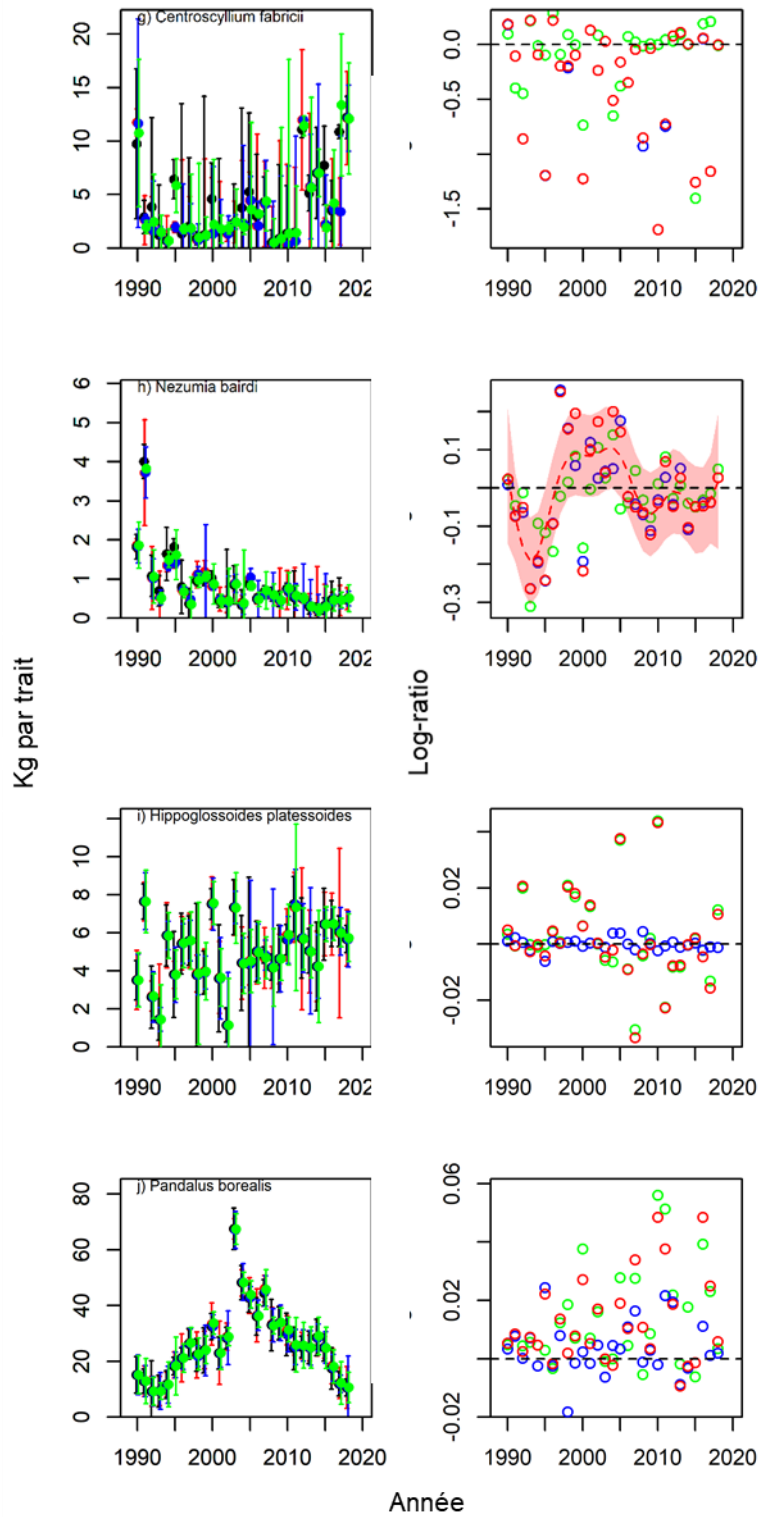 g) Centroscyllium fabricii
0 5 10 15 20
1990 2000 2010 202
-1.5 -0.5 0.0
1990 2000 2010 2020
h) Nezumia bairdi
0 1 2 3 4 5 6
1990 2000 2010 202
-0.3 -0.1 0.1
1990 2000 2010 2020
Kg par trait
Log-ratio
i) Hippoglossoides platessoides
0 2 4 6 8 10
1990 2000 2010 202
-0.02 0.02
1990 2000 2010 2020
j) Pandalus borealis
0 20 40 60 80
1990 2000 2010 202
-0.02 0.02 0.06
1990 2000 2010 2020
Année